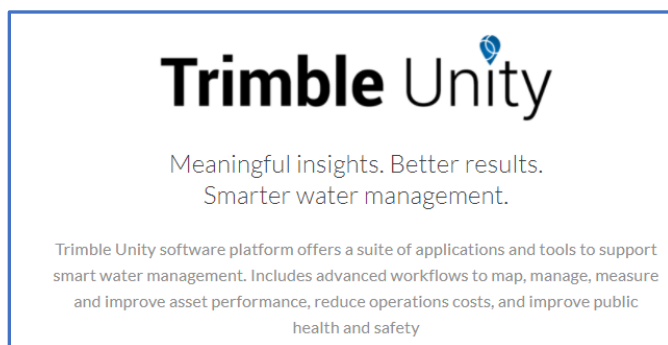 Trimble Unity
Meaningful insights. Better results.
Smarter water management.
Trimble Unity software platform offers a suite of applications and tools to support
smart water management. Includes advanced workflows to map, manage, measure
and improve asset performance, reduce operations costs, and improve public
health and safety